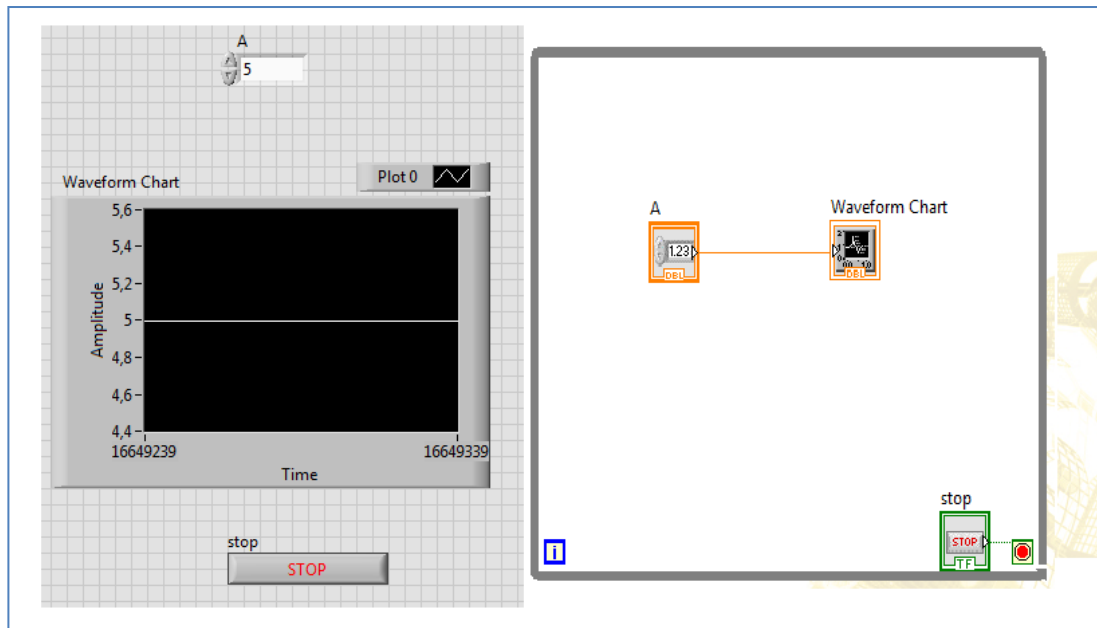 A
5
Plot 0
Waveform Chart
5,6
5,4
5,2
5
4,8
4,6
4,4
Amplitude
16649239
16649339
Time
stop
STOP
A
1.23
DBL
Waveform Chart
DBL
stop
STOP
TF
i